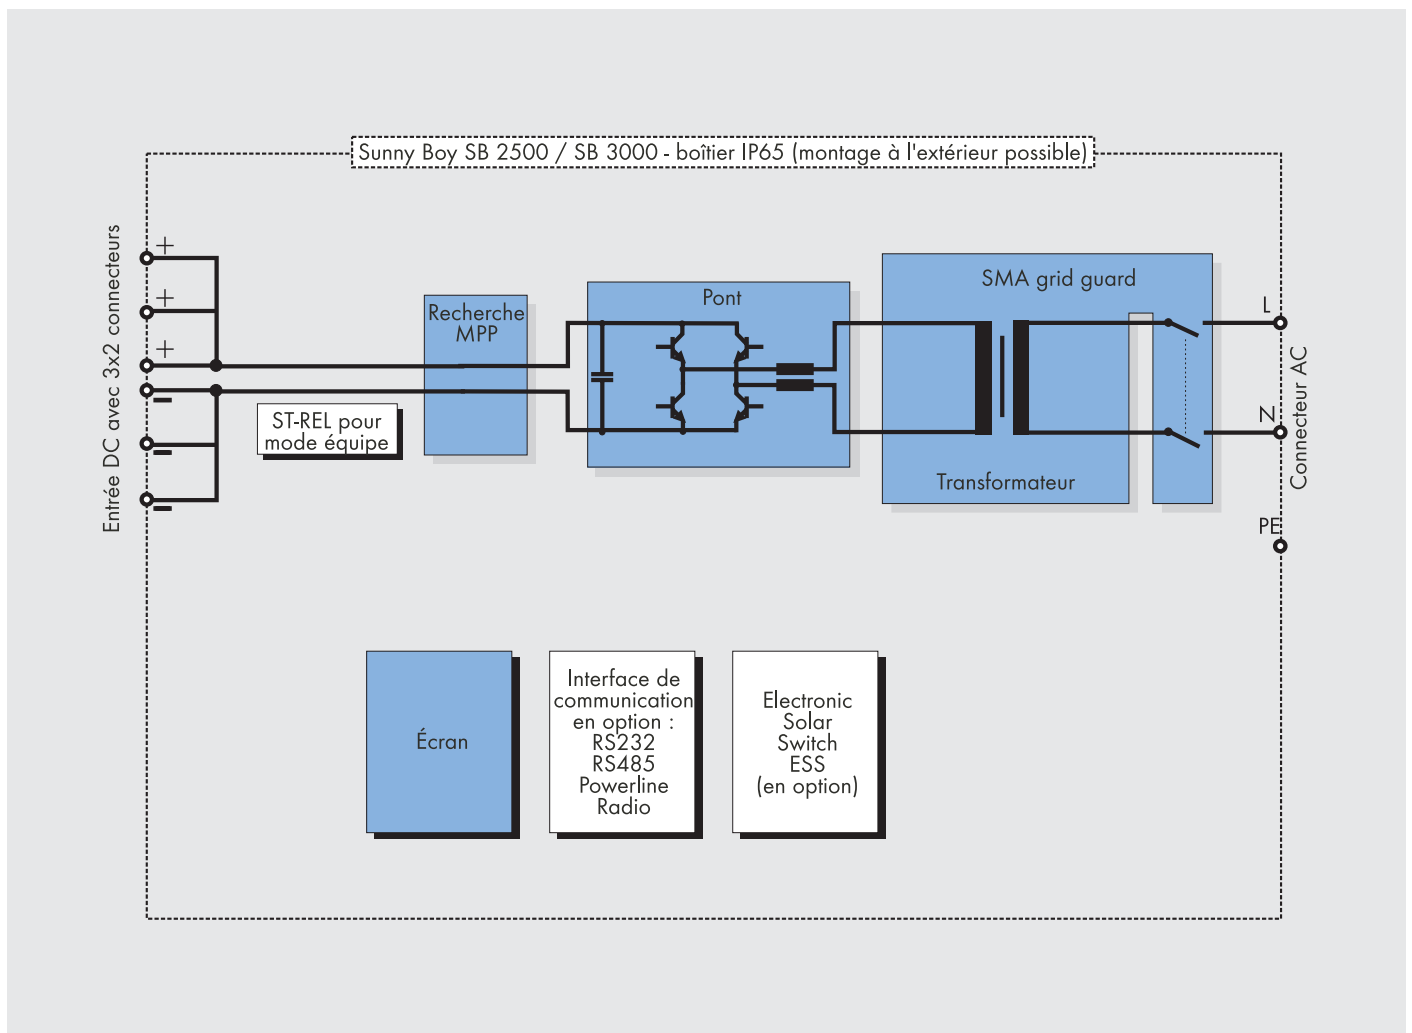 Sunny Boy SB 2500 / SB 3000 - boîtier IP65 (montage à l'extérieur possible)
Entrée DC avec 3x2 connecteurs
+
+
+
-
-
-
ST-REL pour
mode équipe
Recherche
MPP
Pont
SMA grid guard
Transformateur
L
N
PE
Connecteur AC
Écran
Interface de
communication
en option :
RS232
RS485
Powerline
Radio
Electronic
Solar
Switch
ESS
(en option)